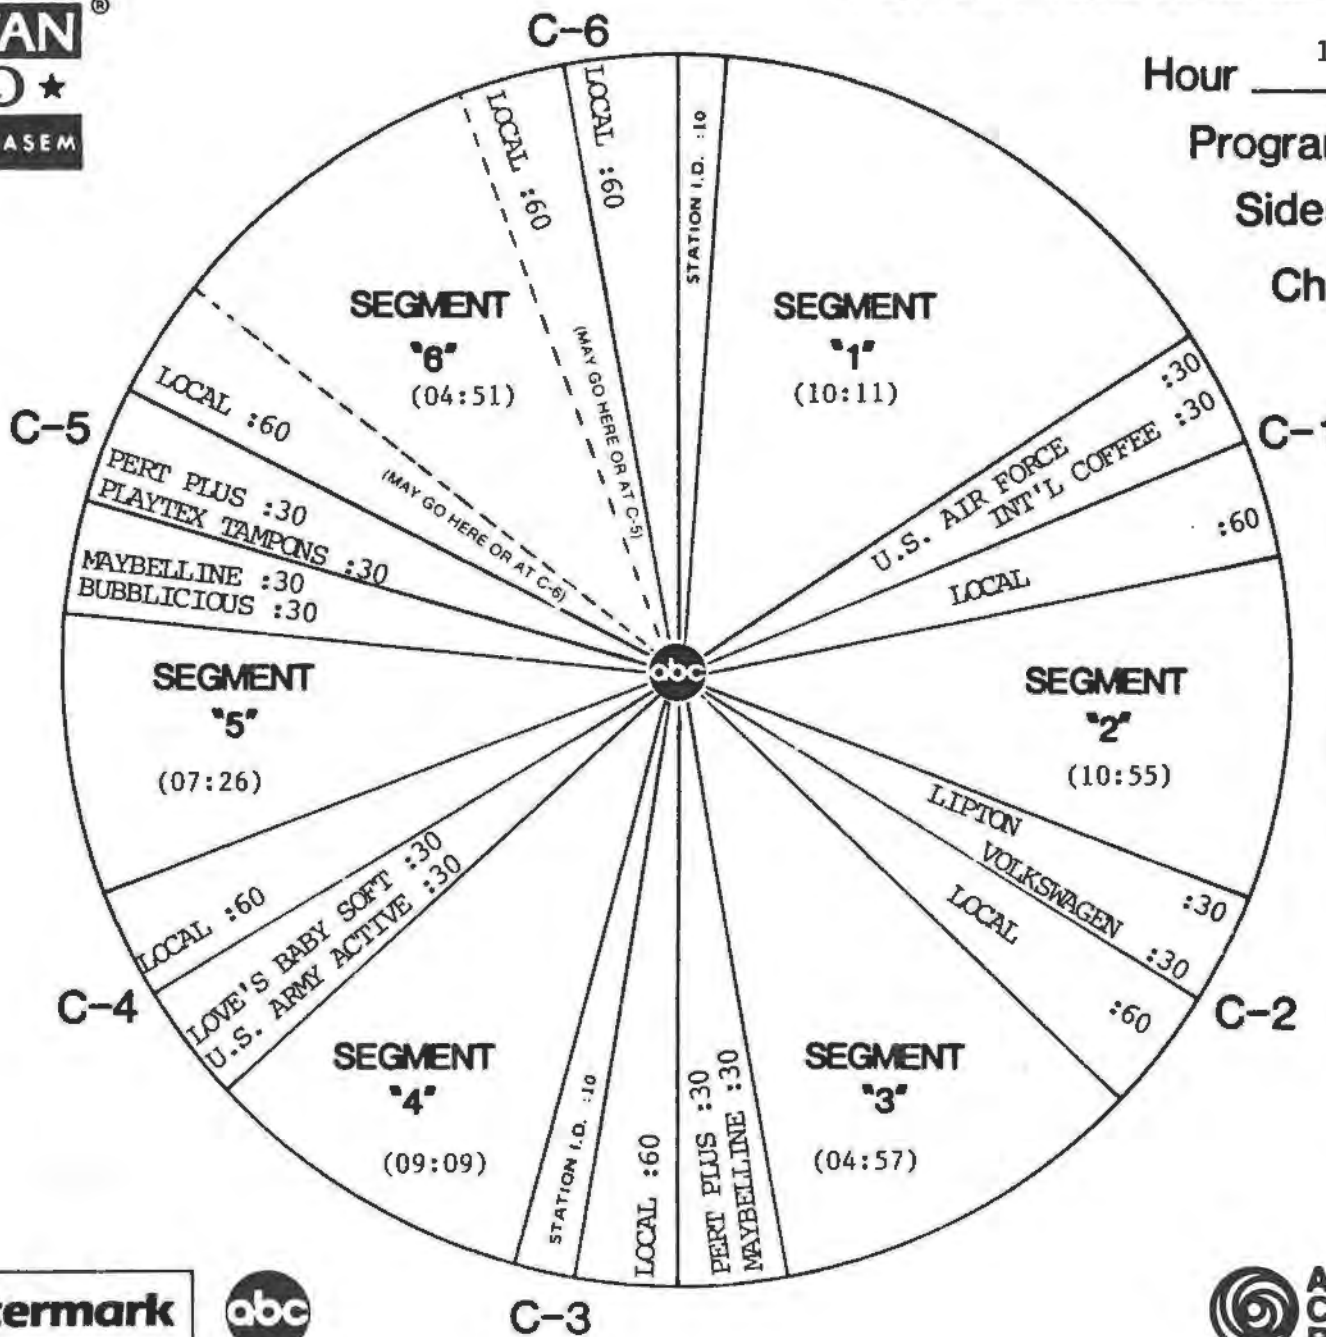 AN ®
ASEM
C-6
Hour 1
Progra
Side
Ch
STATION I.D. :10
SEGMENT
"1"
(10:11)
U.S. AIR FORCE :30
INT'L COFFEE :30
C-1
LOCAL :60
SEGMENT
"2"
(10:55)
LIPTON :30
VOLKSWAGEN :30
C-2
LOCAL :60
SEGMENT
"3"
(04:57)
PERT PLUS :30
MAYBELLINE :30
C-3
LOCAL :60
STATION I.D. :10
SEGMENT
"4"
(09:09)
LOVE'S BABY SOFT :30
U.S. ARMY ACTIVE :30
C-4
LOCAL :60
SEGMENT
"5"
(07:26)
MAYBELLINE :30
BUBBLICIOUS :30
PERT PLUS :30
PLAYTEX TAMPONS :30
C-5
LOCAL :60
(MAY GO HERE OR AT C-6)
SEGMENT
"6"
(04:51)
LOCAL :60
(MAY GO HERE OR AT C-5)
LOCAL :60
abc
termark
abc